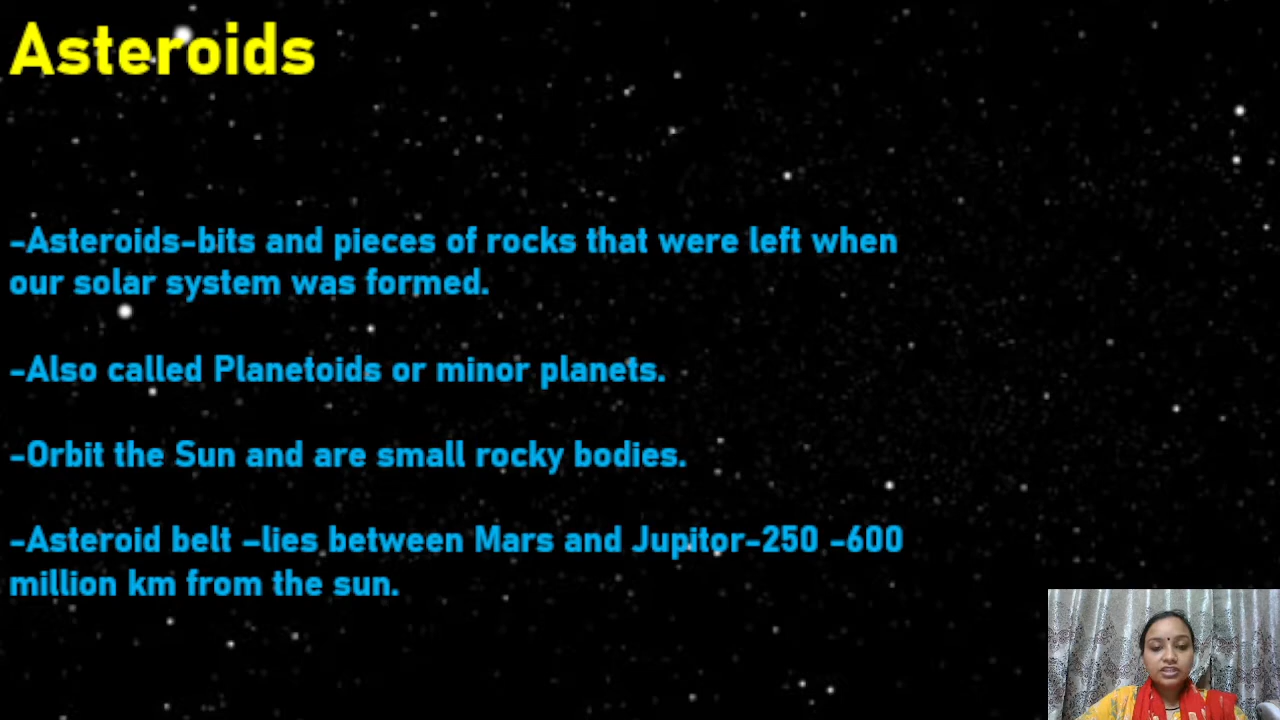 Asteroids
-Asteroids-bits and pieces of rocks that were left when
our solar system was formed.
-Also called Planetoids or minor planets.
-Orbit the Sun and are small rocky bodies.
-Asteroid belt –lies between Mars and Jupitor-250 -600
million km from the sun.